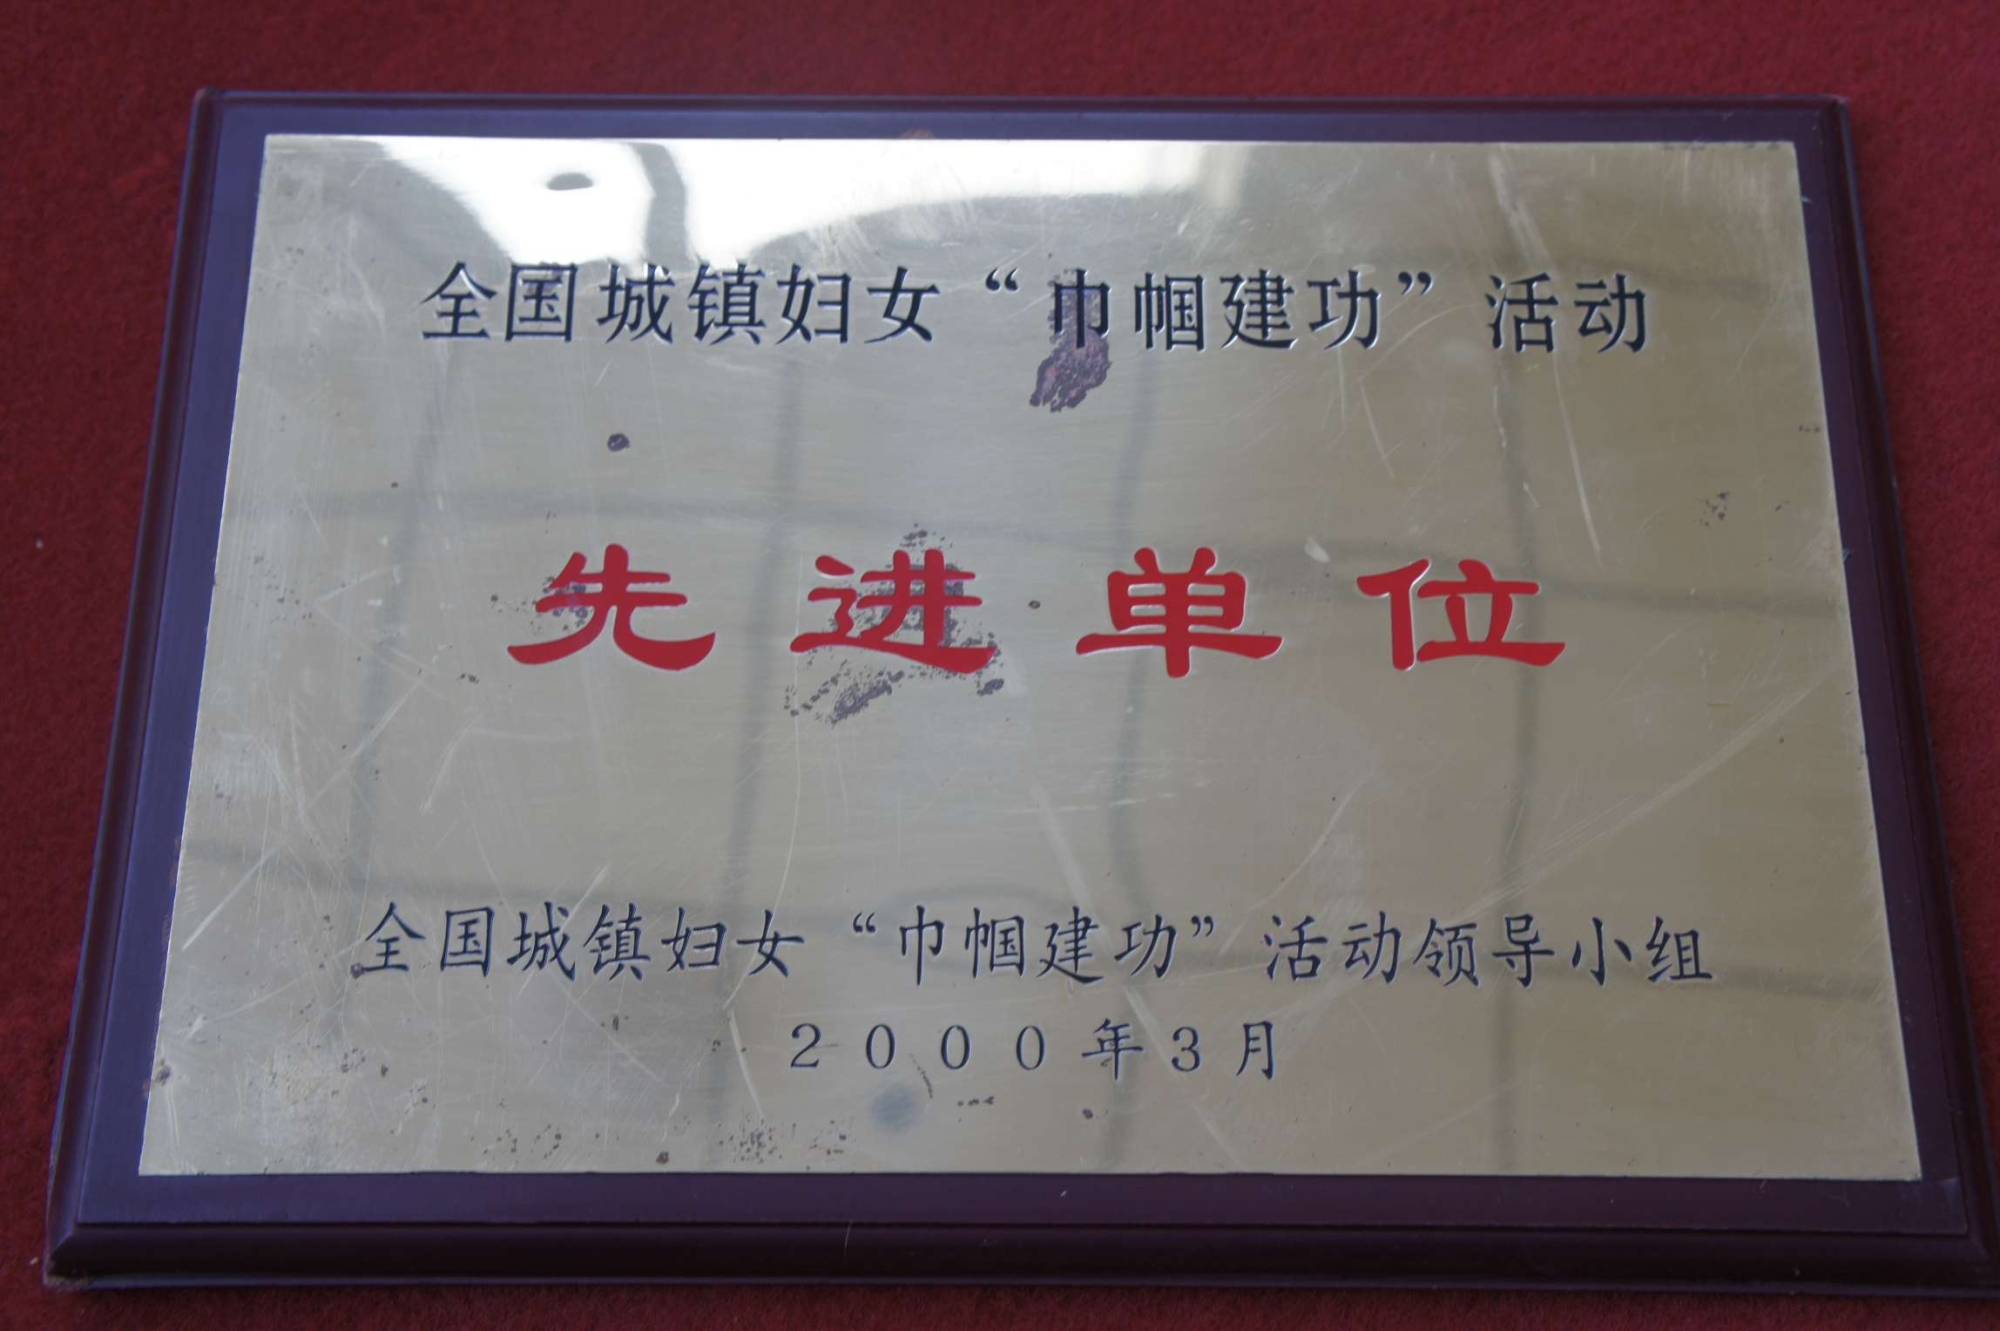 全国城镇妇女“巾帼建功”活动
先进单位
全国城镇妇女“巾帼建功”活动领导小组
2000年3月